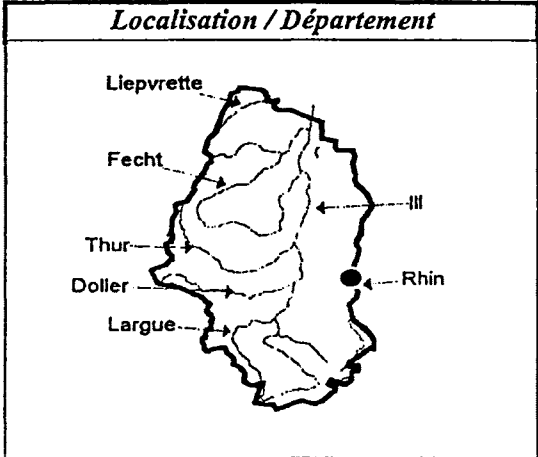 Localisation / Département
Liepvrette
Fecht
Ill
Thur
Doller
Rhin
Largue